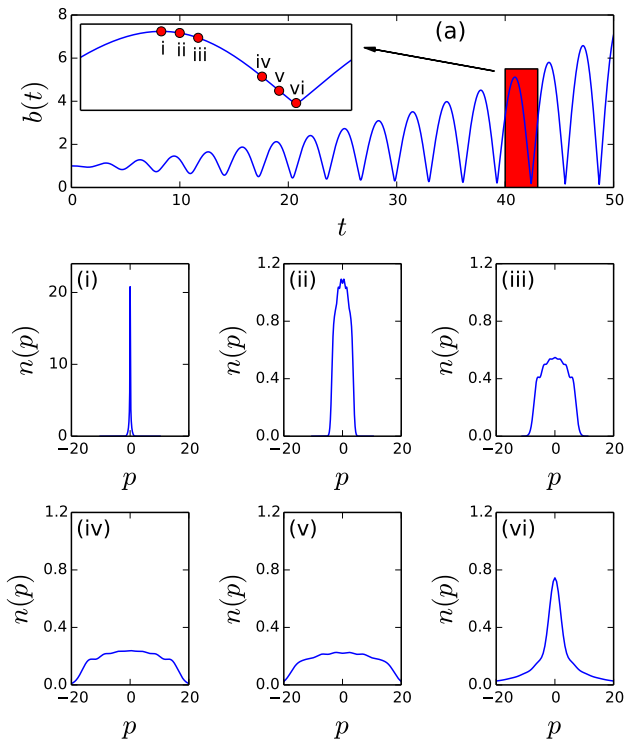 (a)
i ii iii iv v vi
b(t)
8
6
4
2
0
0 10 20 30 40 50
t
(i) (ii) (iii)
n(p) n(p) n(p)
20 1.2 1.2
10 0.8 0.8
0 0.4 0.4
0.0 0.0
−20 0 20 −20 0 20 −20 0 20
p p p
(iv) (v) (vi)
n(p) n(p) n(p)
1.2 1.2 1.2
0.8 0.8 0.8
0.4 0.4 0.4
0.0 0.0 0.0
−20 0 20 −20 0 20 −20 0 20
p p p